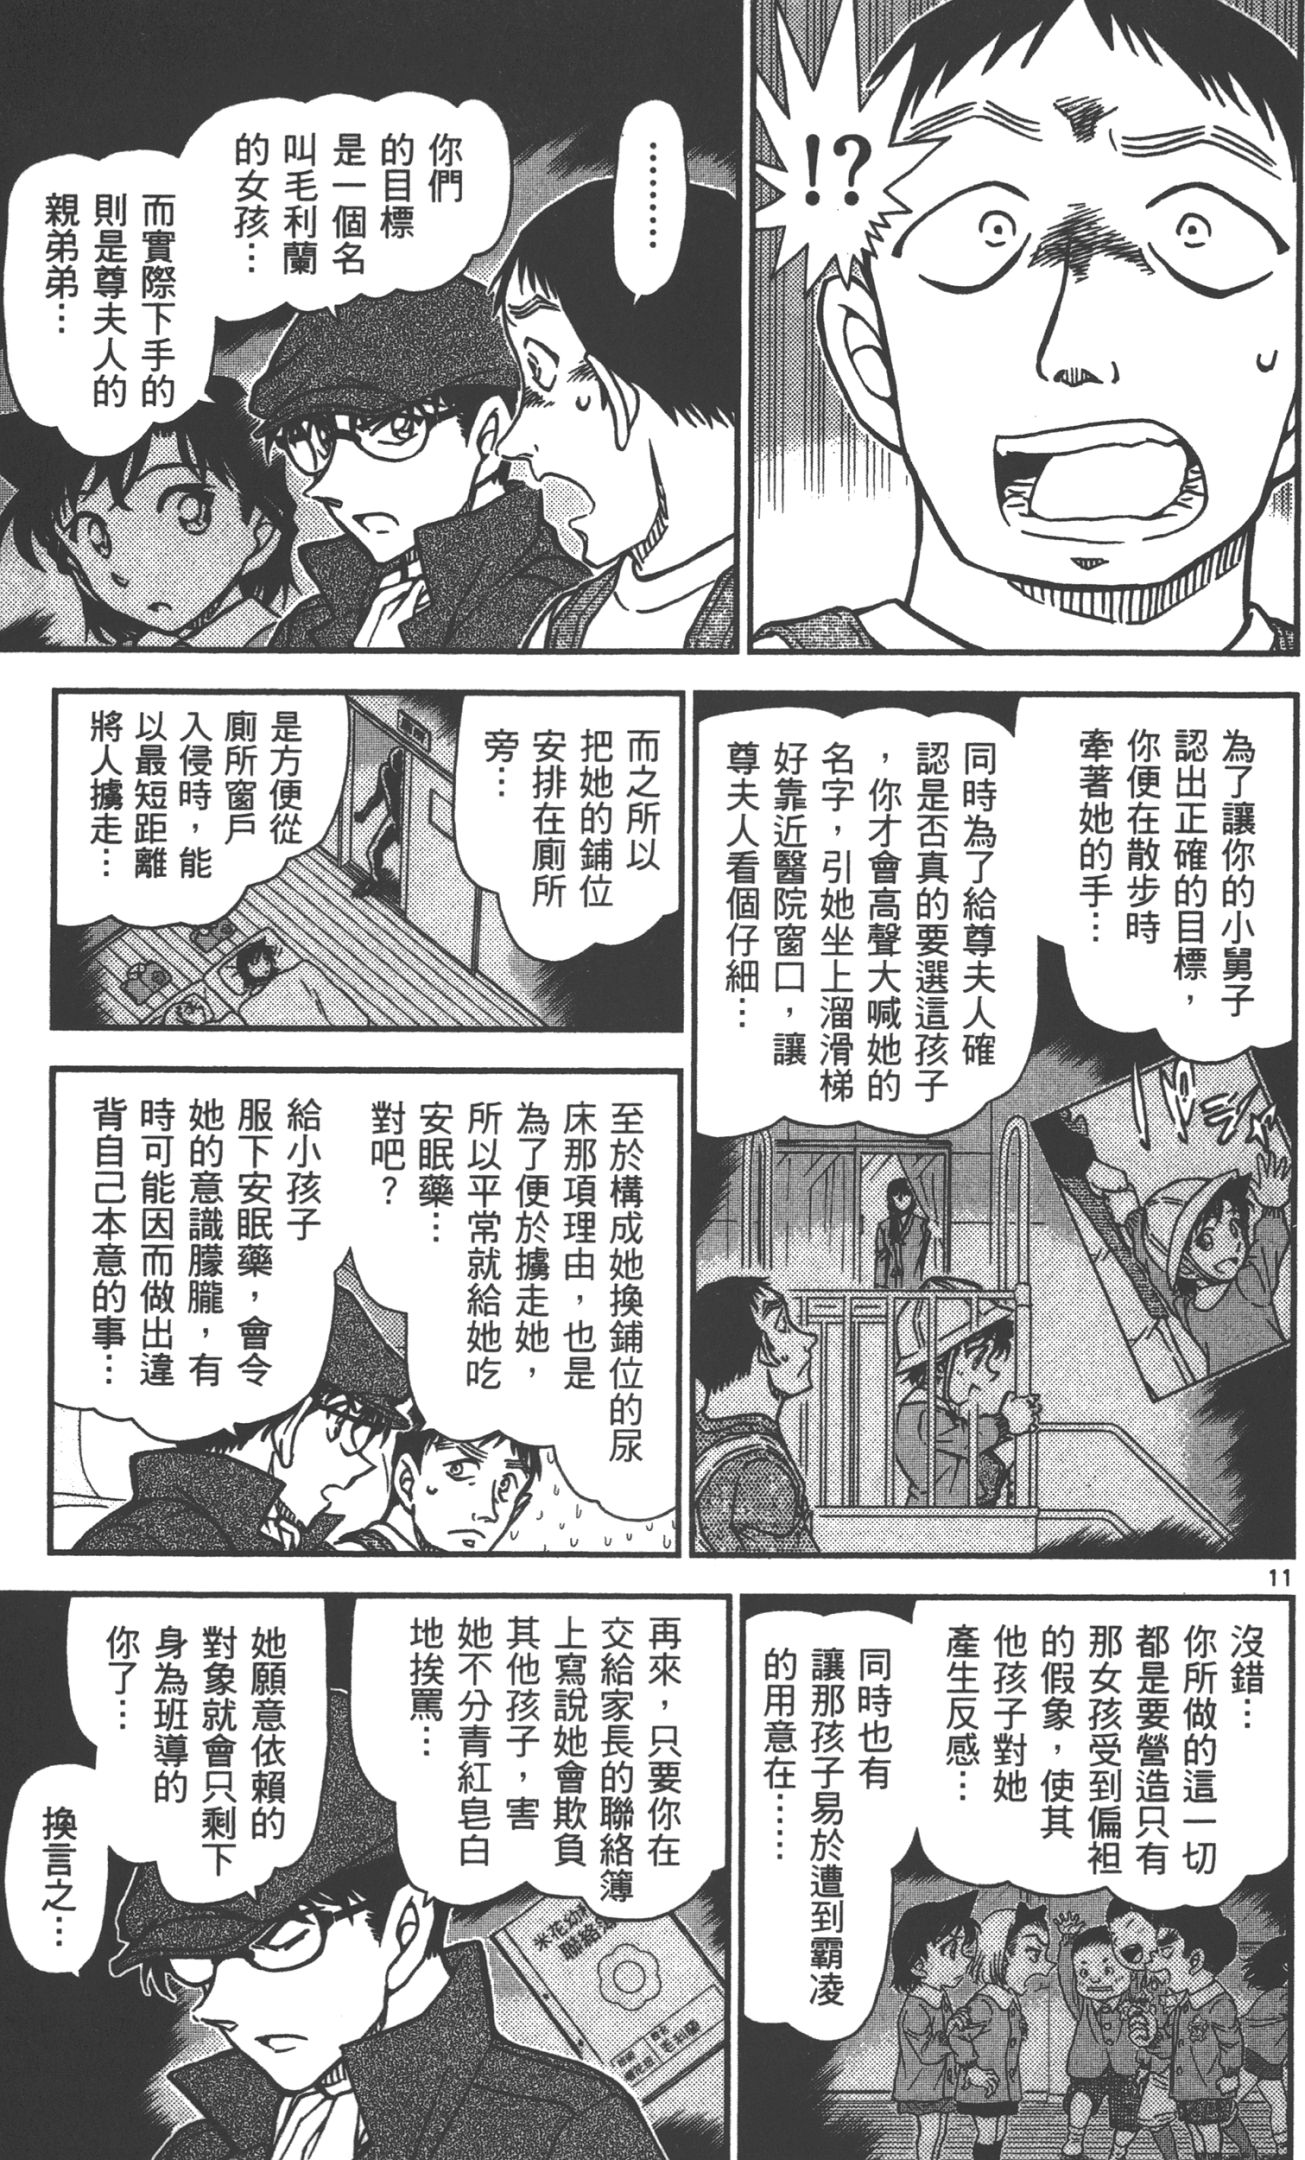 !?
………
你們
的目標
是一個名
叫毛利蘭
的女孩…
而實際下手的
則是尊夫人的
親弟弟…
為了讓你的小舅子
認出正確的目標，
你便在散步時
牽著她的手…
同時為了給尊夫人確
認是否真的要選這孩子
，你才會高聲大喊她的
名字，引她坐上溜滑梯
好靠近醫院窗口，讓
尊夫人看個仔細…
而之所以
把她的鋪位
安排在廁所
旁…
是方便從
廁所窗戶
入侵時，能
以最短距離
將人擄走…
至於構成她換鋪位的尿
床那項理由，也是
為了便於擄走她，
所以平常就給她吃
安眠藥…
對吧？
給小孩子
服下安眠藥，會令
她的意識朦朧，有
時可能因而做出違
背自己本意的事…
11
沒錯…
你所做的這一切
都是要營造只有
那女孩受到偏袒
的假象，使其
他孩子對她
產生反感…
同時也有
讓那孩子易於遭到霸凌
的用意在……
再來，只要你在
交給家長的聯絡簿
上寫說她會欺負
其他孩子，害
她不分青紅皂白
地挨罵…
米花幼
聯絡
毛利蘭
她願意依賴的
對象就會只剩下
身為班導的
你了…
換言之…